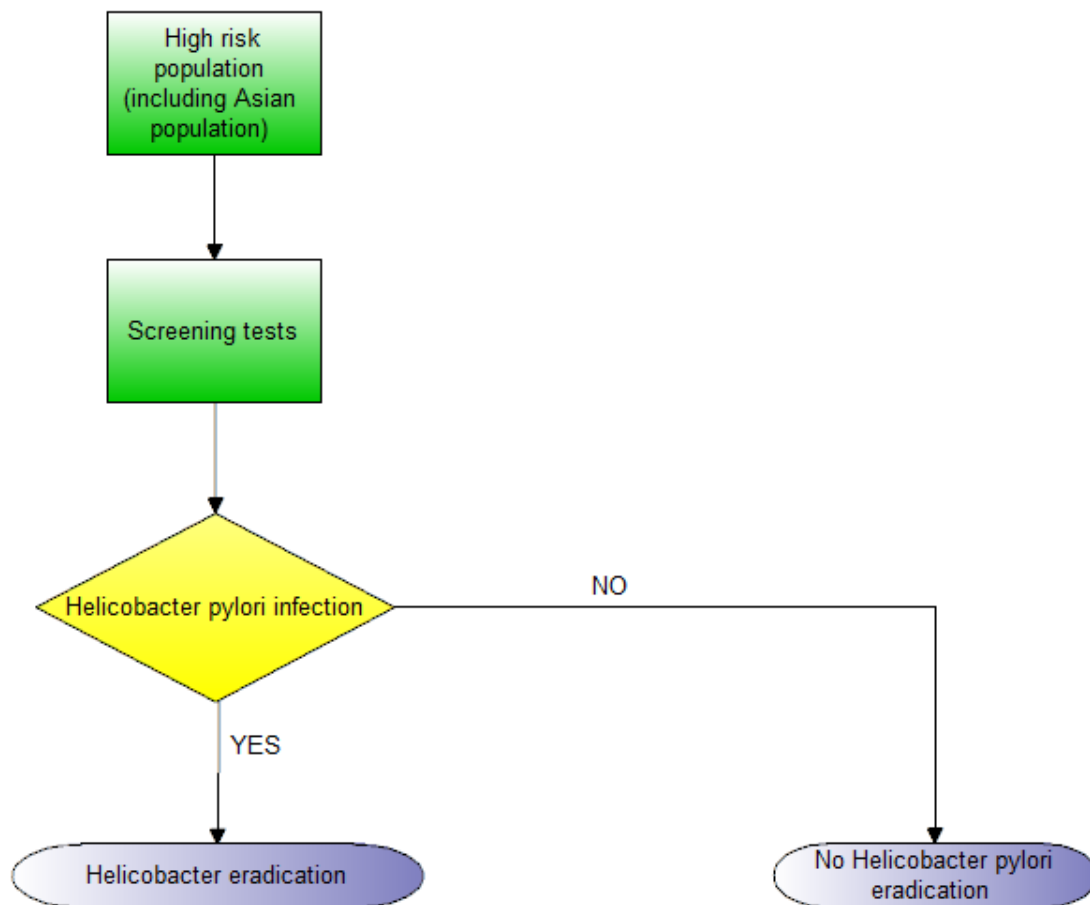 High risk
population
(including Asian
population)
Screening tests
Helicobacter pylori infection
NO
YES
Helicobacter eradication
No Helicobacter pylori
eradication